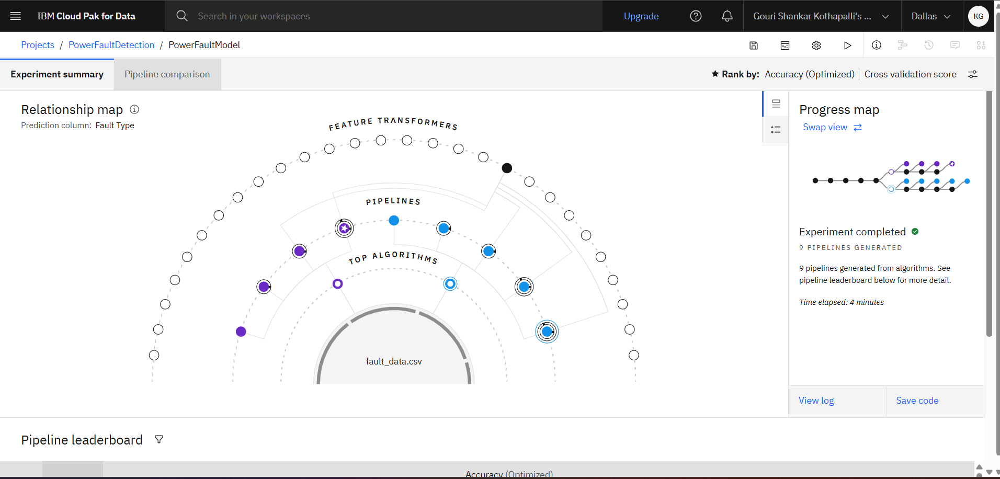 IBM Cloud Pak for Data
Search in your workspaces
Upgrade
Gouri Shankar Kothapalli's ...
Dallas
KG
Projects / PowerFaultDetection / PowerFaultModel
Experiment summary
Pipeline comparison
Rank by: Accuracy (Optimized) | Cross validation score
Relationship map
Prediction column: Fault Type
FEATURE TRANSFORMERS
PIPELINES
TOP ALGORITHMS
fault_data.csv
Progress map
Swap view
Experiment completed
9 PIPELINES GENERATED
9 pipelines generated from algorithms. See
pipeline leaderboard below for more detail.
Time elapsed: 4 minutes
View log
Save code
Pipeline leaderboard
Accuracy (Optimized)